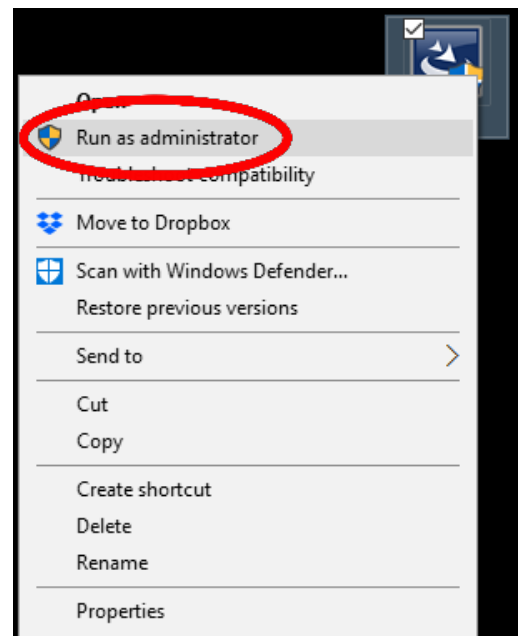 Open
Run as administrator
Troubleshoot compatibility
Move to Dropbox
Scan with Windows Defender...
Restore previous versions
Send to
Cut
Copy
Create shortcut
Delete
Rename
Properties